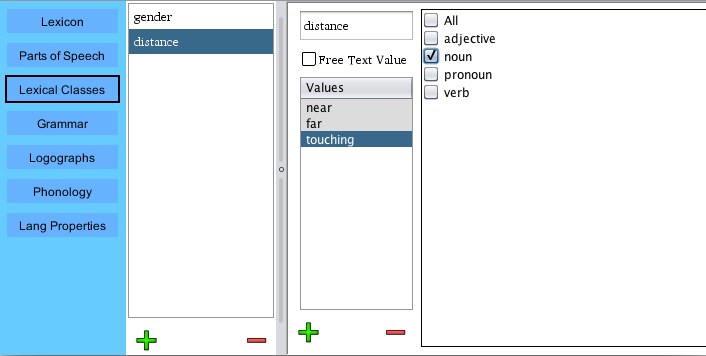 Lexicon
Parts of Speech
Lexical Classes
Grammar
Logographs
Phonology
Lang Properties
gender
distance
distance
Free Text Value
Values
near
far
touching
All
adjective
noun
pronoun
verb